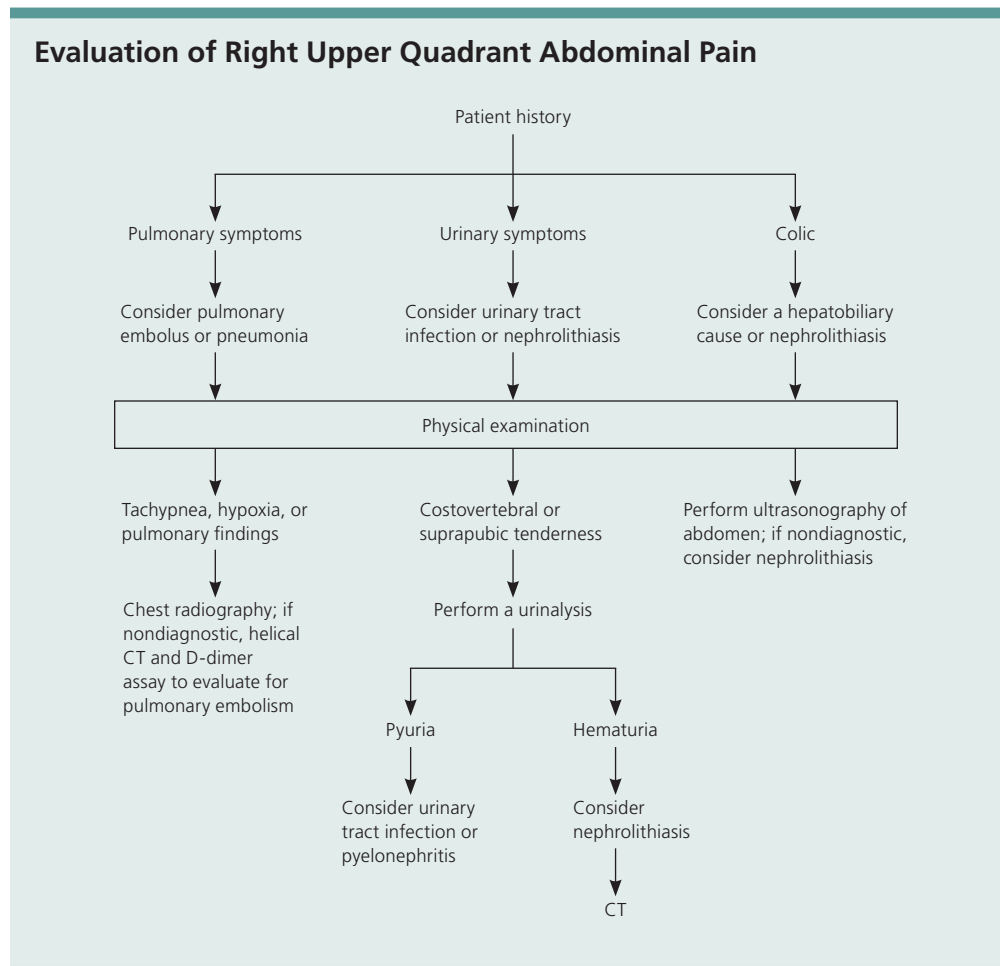 Evaluation of Right Upper Quadrant Abdominal Pain
Patient history
Pulmonary symptoms
Urinary symptoms
Colic
Consider pulmonary
embolus or pneumonia
Consider urinary tract
infection or nephrolithiasis
Consider a hepatobiliary
cause or nephrolithiasis
Physical examination
Tachypnea, hypoxia, or
pulmonary findings
Costovertebral or
suprapubic tenderness
Perform ultrasonography of
abdomen; if nondiagnostic,
consider nephrolithiasis
Chest radiography; if
nondiagnostic, helical
CT and D-dimer
assay to evaluate for
pulmonary embolism
Perform a urinalysis
Pyuria
Hematuria
Consider urinary
tract infection or
pyelonephritis
Consider
nephrolithiasis
CT